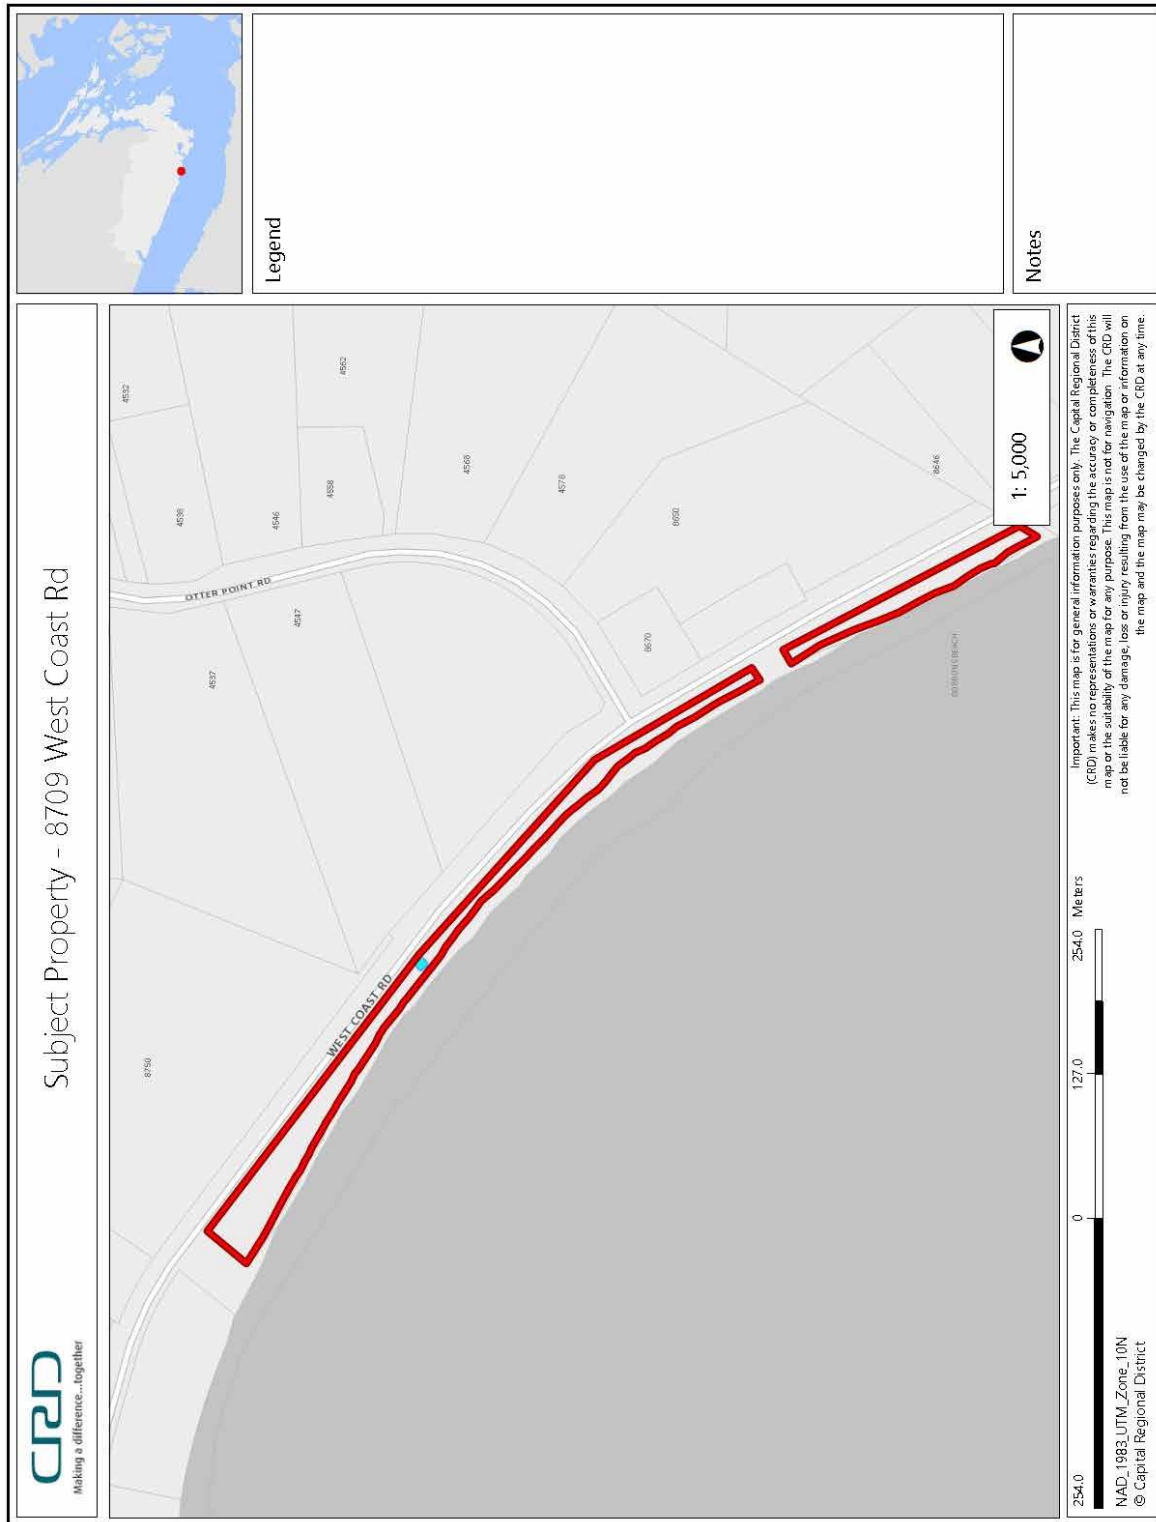 CRD
Making a difference...together
Subject Property - 8709 West Coast Rd
8750
4537
4547
4538
4532
4546
4558
4562
4568
4578
8690
8670
8646
OTTER POINT RD
WEST COAST RD
GORDON'S BEACH
1: 5,000
Legend
Notes
254.0
0
127.0
254.0 Meters
NAD_1983_UTM_Zone_10N
© Capital Regional District
Important: This map is for general information purposes only. The Capital Regional District
(CRD) makes no representations or warranties regarding the accuracy or completeness of this
map or the suitability of the map for any purpose. This map is not for navigation. The CRD will
not be liable for any damage, loss or injury resulting from the use of the map or information on
the map and the map may be changed by the CRD at any time.